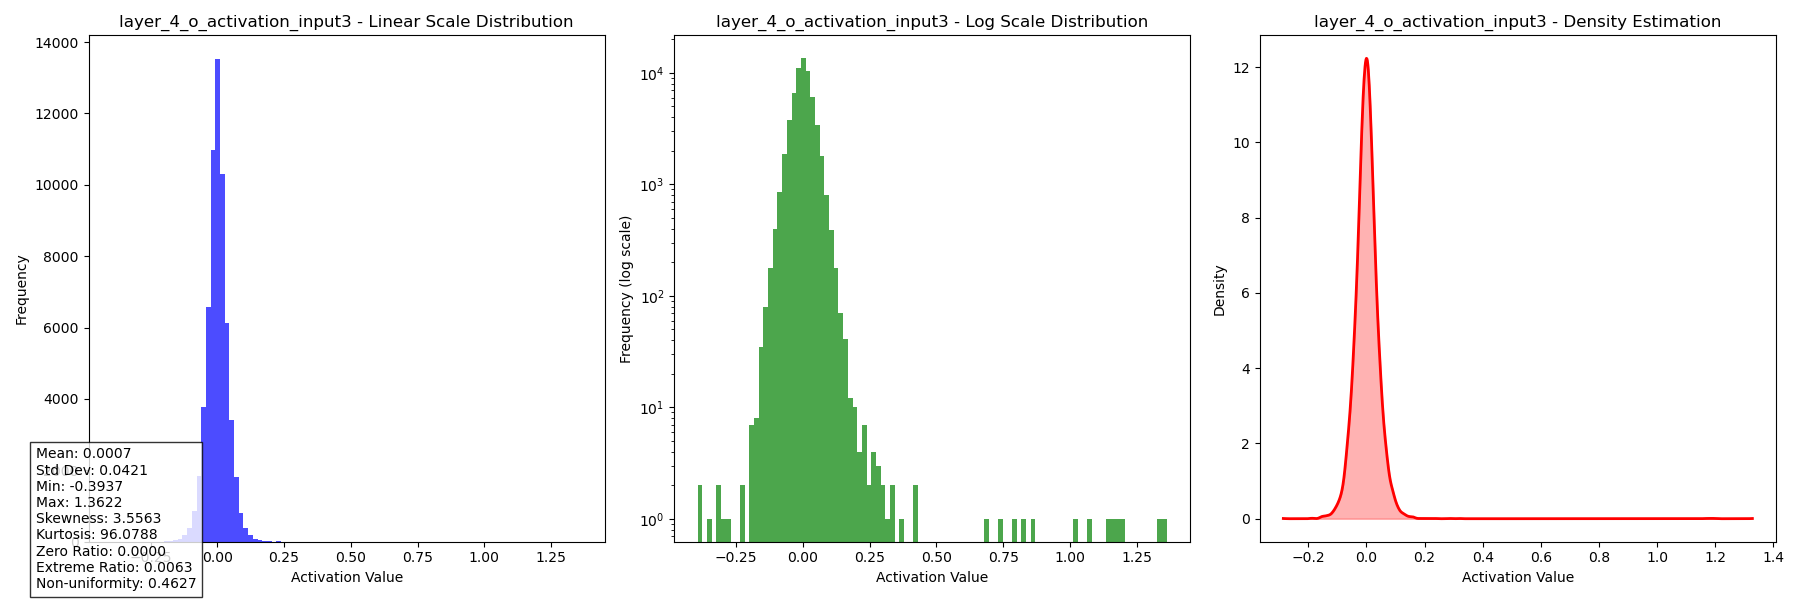 layer_4_o_activation_input3 - Linear Scale Distribution
14000
12000
10000
8000
6000
4000
0
Frequency
0.00
0.25
0.50
0.75
1.00
1.25
Activation Value
Mean: 0.0007
Std Dev: 0.0421
Min: -0.3937
Max: 1.3622
Skewness: 3.5563
Kurtosis: 96.0788
Zero Ratio: 0.0000
Extreme Ratio: 0.0063
Non-uniformity: 0.4627
layer_4_o_activation_input3 - Log Scale Distribution
10⁴
10³
10²
10¹
10⁰
Frequency (log scale)
−0.25
0.00
0.25
0.50
0.75
1.00
1.25
Activation Value
layer_4_o_activation_input3 - Density Estimation
12
10
8
6
4
2
0
Density
−0.2
0.0
0.2
0.4
0.6
0.8
1.0
1.2
1.4
Activation Value